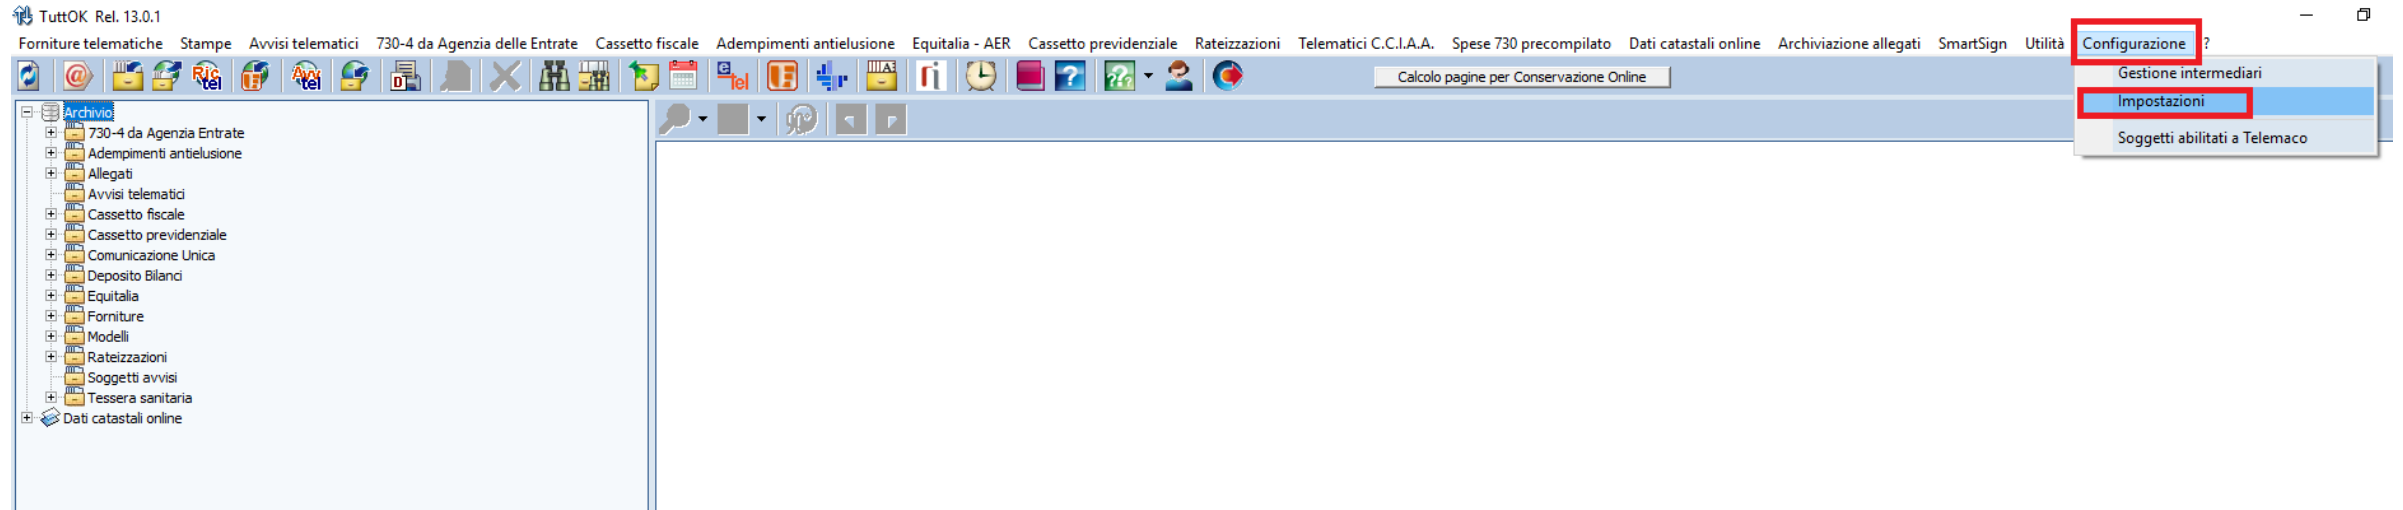 TuttOK Rel. 13.0.1
Forniture telematiche Stampe Avvisi telematici 730-4 da Agenzia delle Entrate Cassetto fiscale Adempimenti antielusione Equitalia - AER Cassetto previdenziale Rateizzazioni Telematici C.C.I.A.A. Spese 730 precompilato Dati catastali online Archiviazione allegati SmartSign Utilità Configurazione ?
Calcolo pagine per Conservazione Online
Gestione intermediari
Impostazioni
Soggetti abilitati a Telemaco
Archivio
730-4 da Agenzia Entrate
Adempimenti antielusione
Allegati
Avvisi telematici
Cassetto fiscale
Cassetto previdenziale
Comunicazione Unica
Deposito Bilanci
Equitalia
Forniture
Modelli
Rateizzazioni
Soggetti avvisi
Tessera sanitaria
Dati catastali online